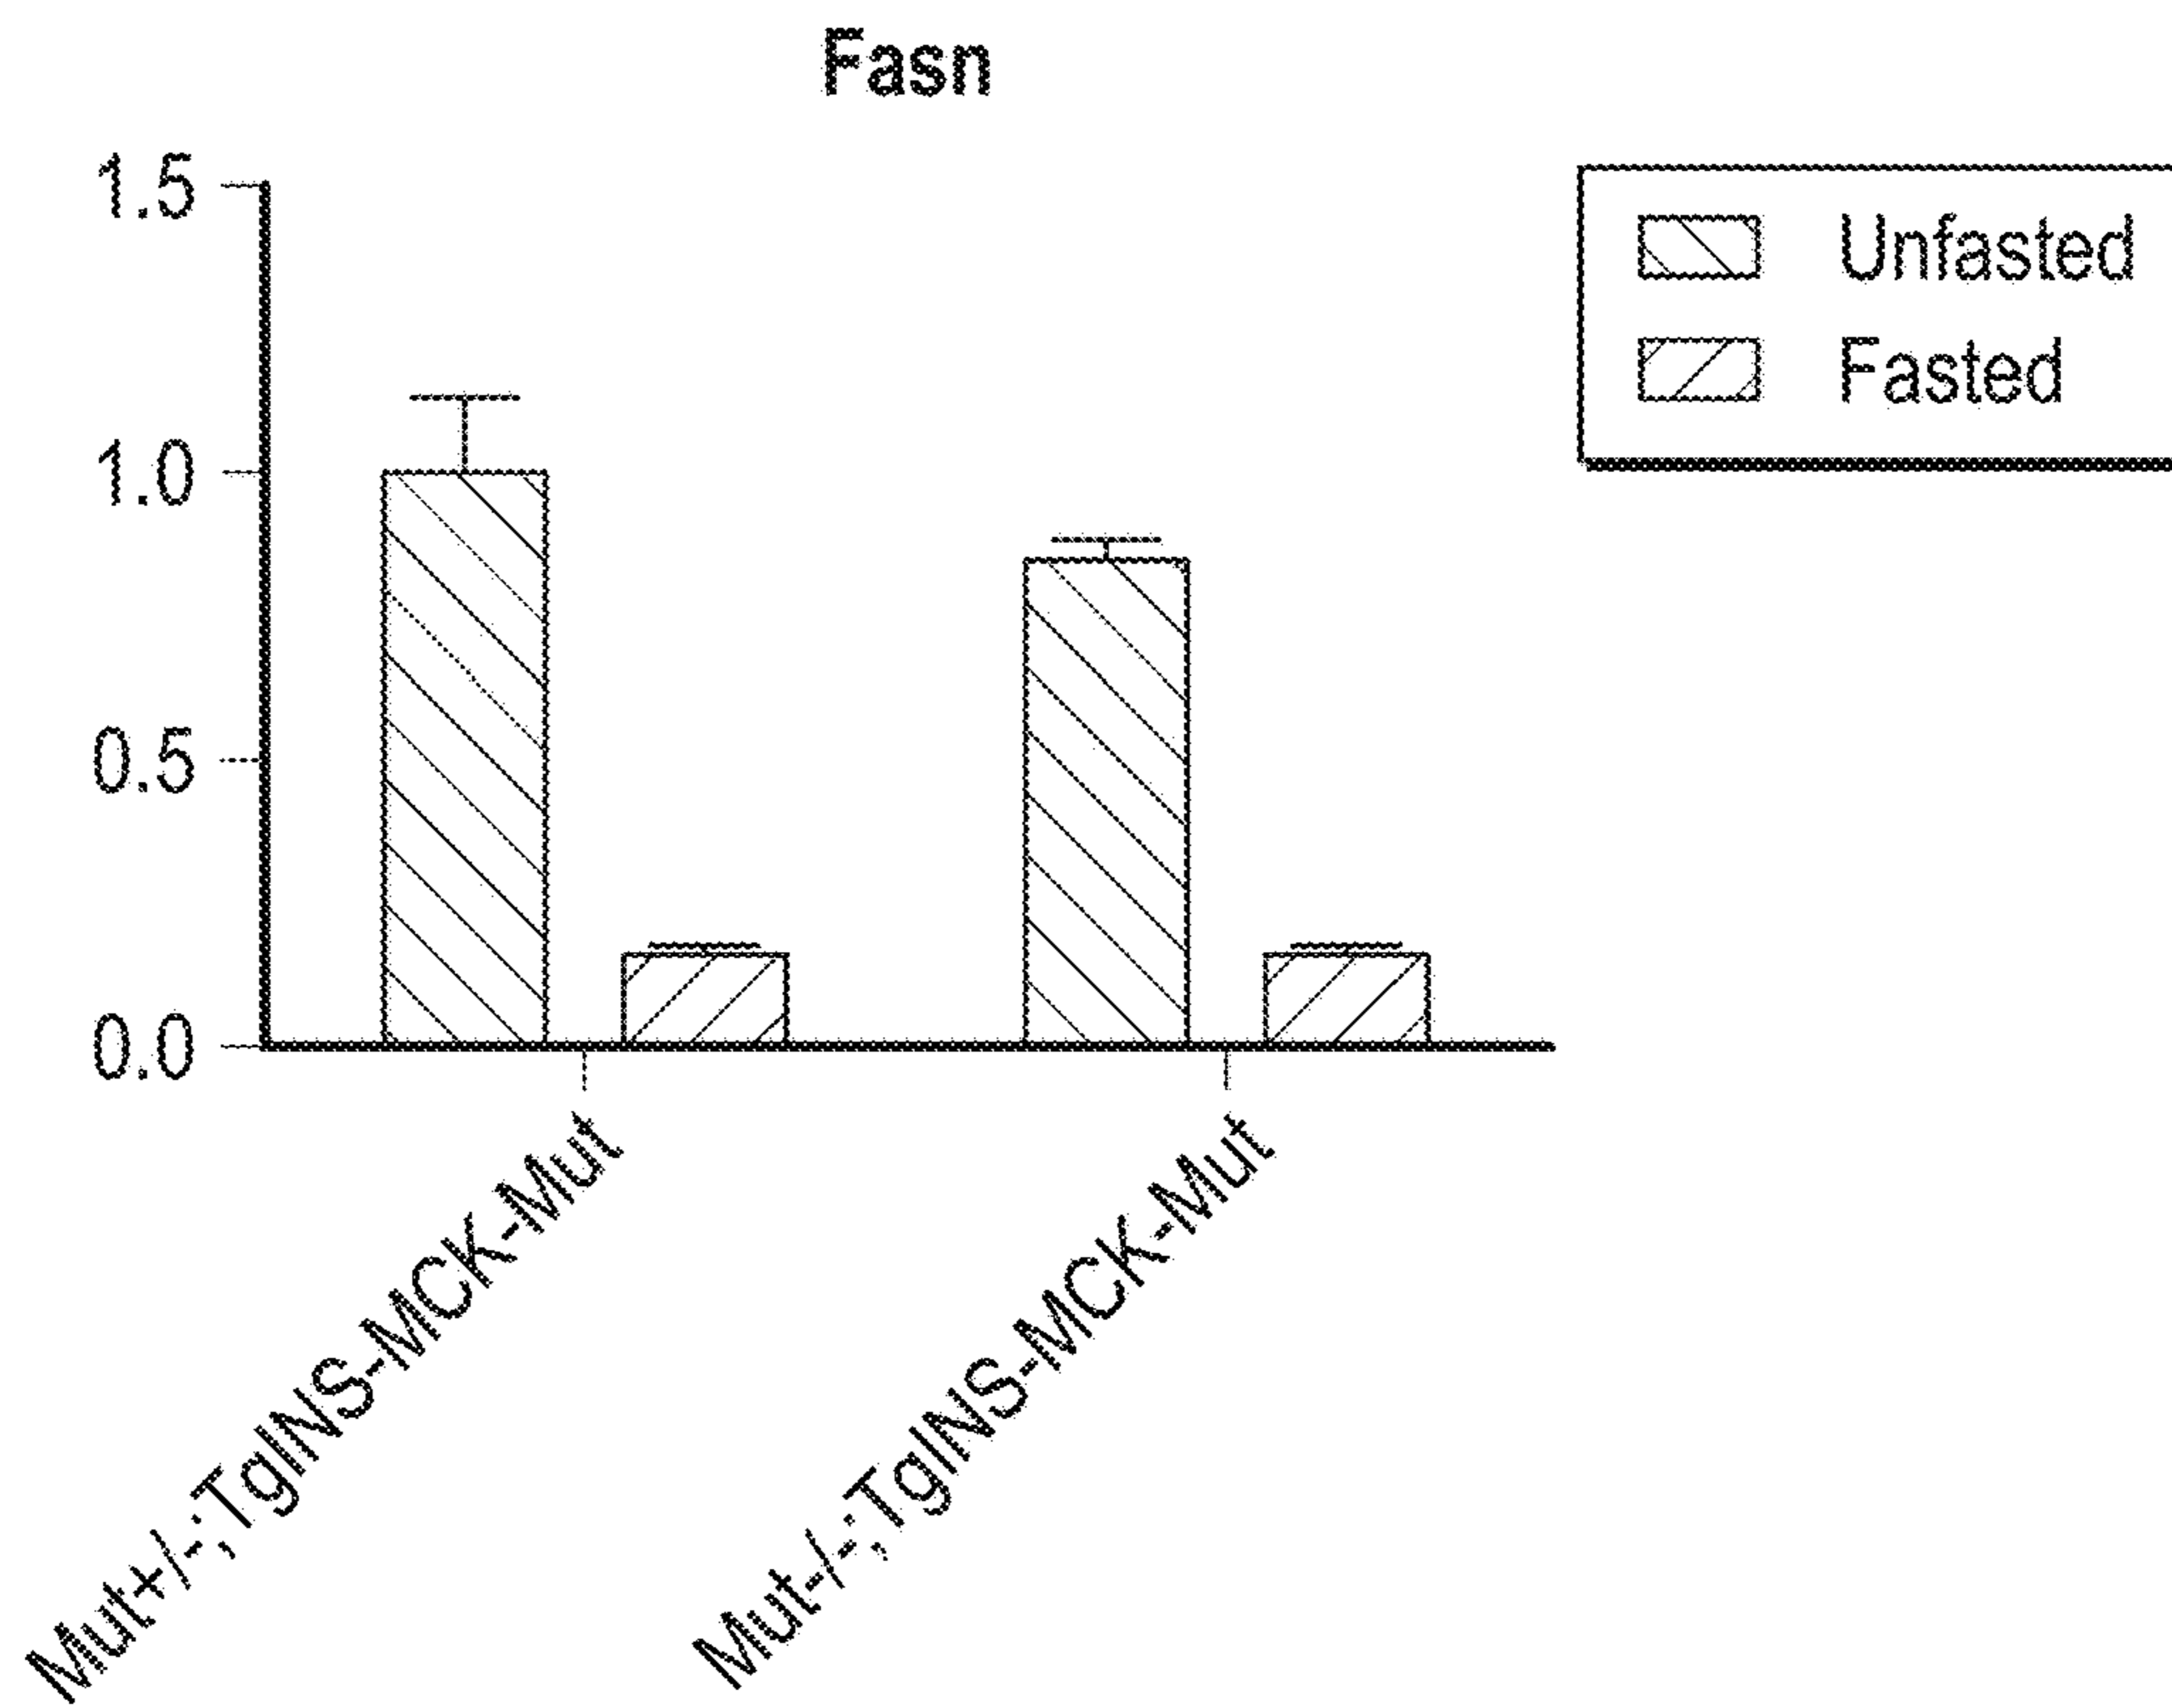 Fasn
1.5
1.0
0.5
0.0
Unfasted
Fasted
Mut+/-;TgINS-MCK-Mut
Mut-/-;TgINS-MCK-Mut